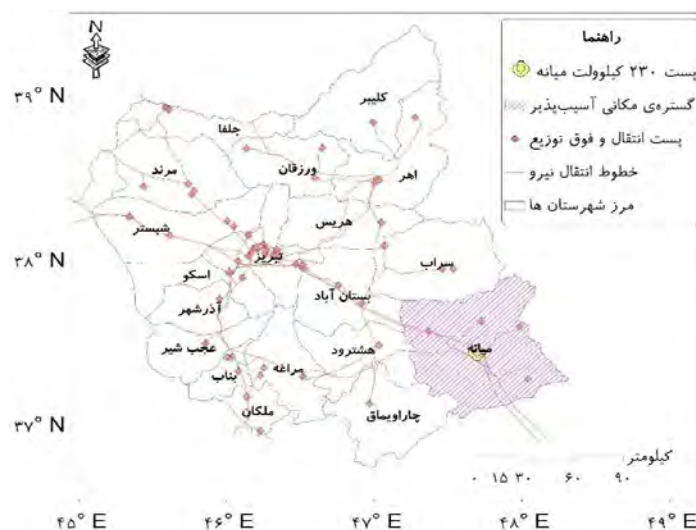 N
راهنما
پست ۲۳۰ کیلوولت میانه
گستره‌ی مکانی آسیب‌پذیر
پست انتقال و فوق توزیع
خطوط انتقال نیرو
مرز شهرستان ها
۳۹° N
کلیبر
جلفا
اهر
ورزقان
مرند
هریس
شبستر
۳۸° N
تبریز
سراب
اسکو
بستان آباد
آذرشهر
میانه
هشترود
عجب شیر
مراغه
بناب
ملکان
چاراویماق
۳۷° N
کیلومتر
۰ ۱۵ ۳۰ ۶۰ ۹۰
۴۵° E ۴۶° E ۴۷° E ۴۸° E ۴۹° E